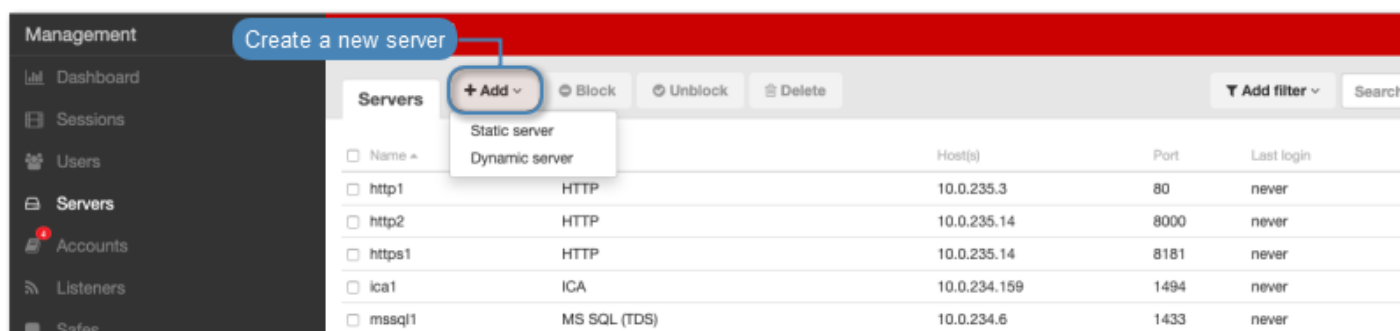 Management
Create a new server
Dashboard
Servers
+ Add
Block
Unblock
Delete
Add filter
Search
Sessions
Static server
Users
Name
Dynamic server
Host(s)
Port
Last login
http1 HTTP 10.0.235.3 80 never
Servers
http2 HTTP 10.0.235.14 8000 never
4
Accounts
https1 HTTP 10.0.235.14 8181 never
Listeners
ica1 ICA 10.0.234.159 1494 never
Safes
mssql1 MS SQL (TDS) 10.0.234.6 1433 never